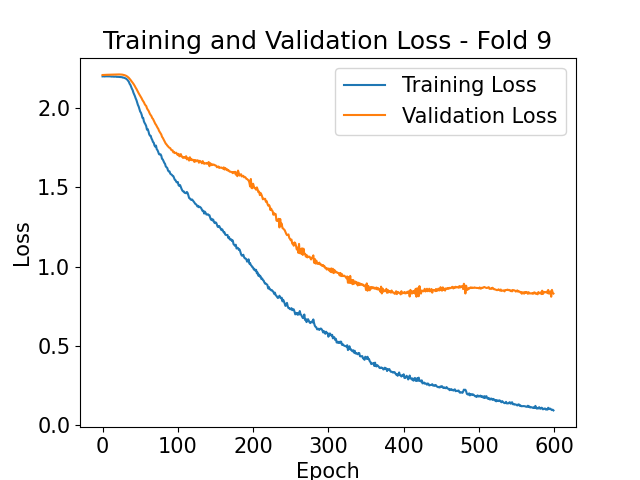 Training and Validation Loss - Fold 9
Training Loss
Validation Loss
Loss
2.0
1.5
1.0
0.5
0.0
0 100 200 300 400 500 600
Epoch